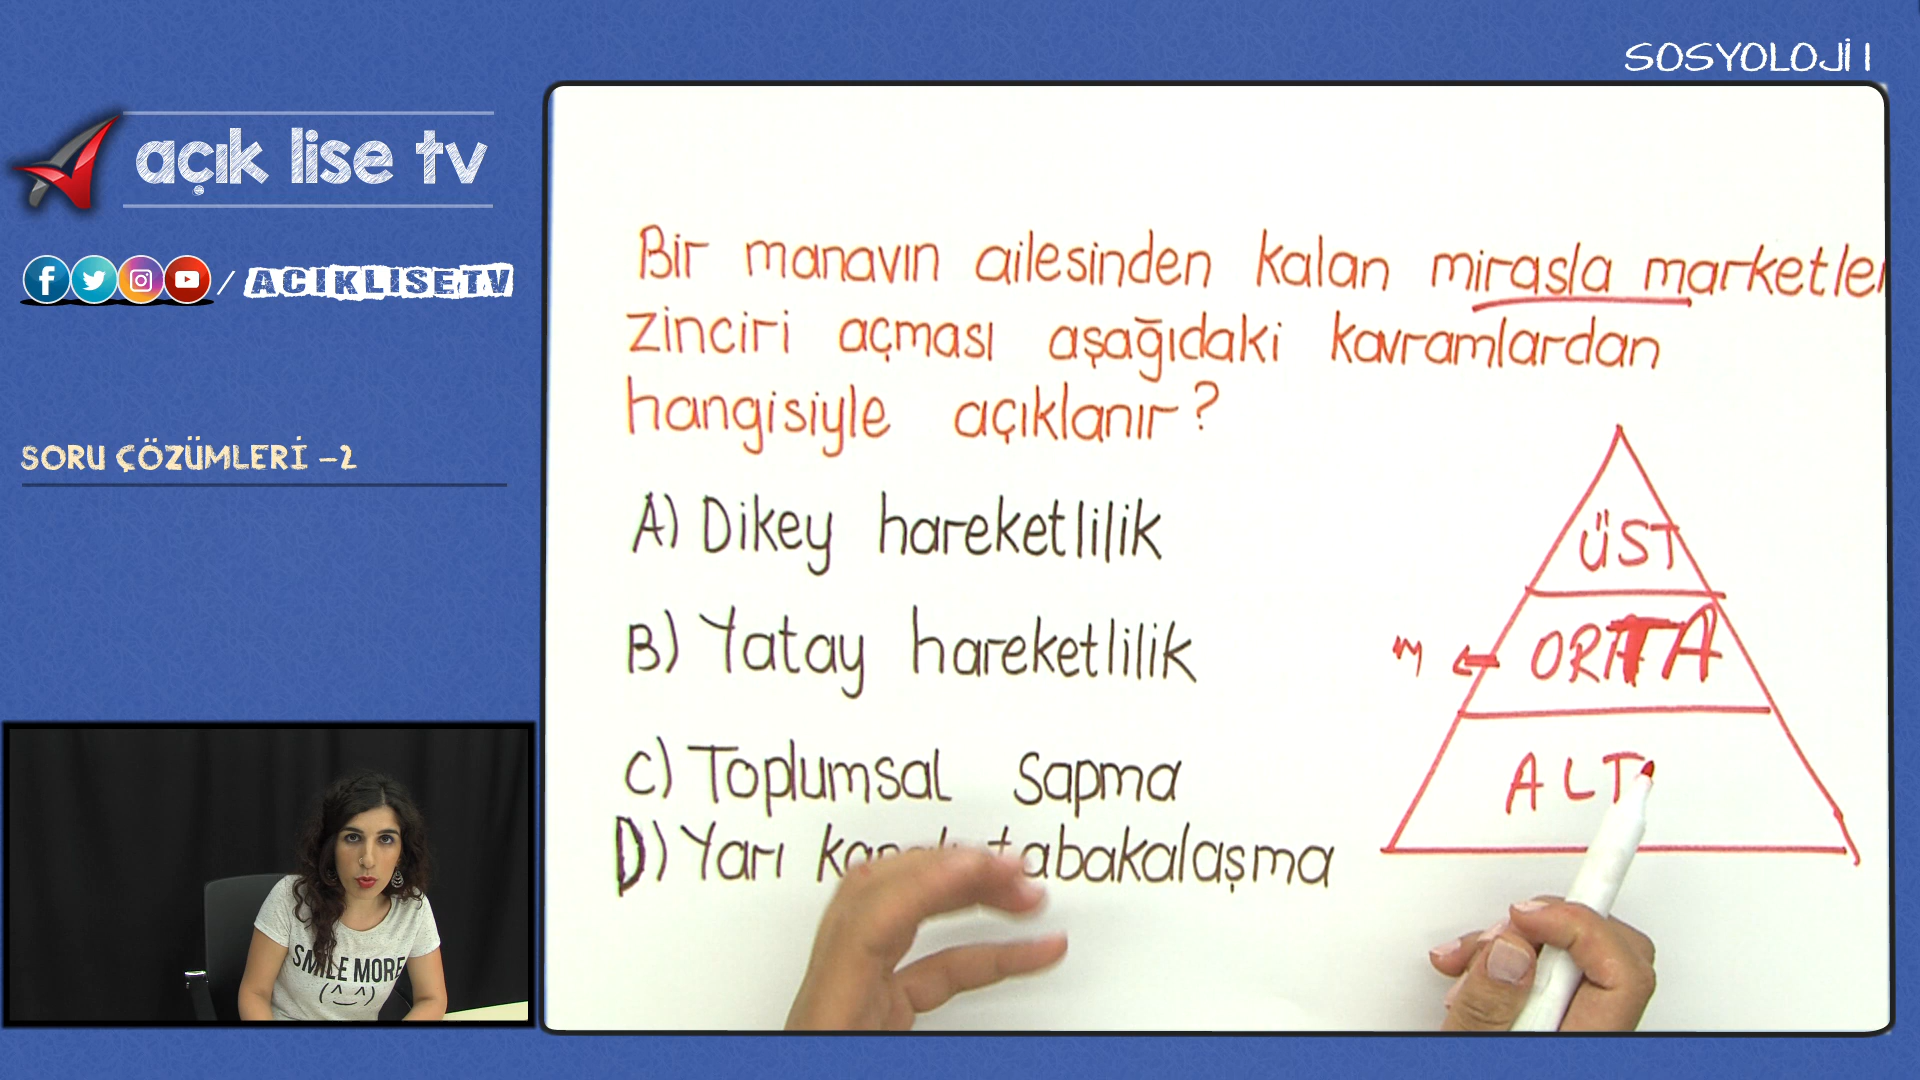 SOSYOLOJİ I
açık lise tv
/ ACIKLISETV
SORU ÇÖZÜMLERİ -2
Bir manavın ailesinden kalan mirasla marketler
zinciri açması aşağıdaki kavramlardan
hangisiyle açıklanır?
A) Dikey hareketlilik
B) Yatay hareketlilik
C) Toplumsal sapma
D) Yarı tabakalaşma
ÜST
M ORTA
ALT
SMILE MORE
(^_^)